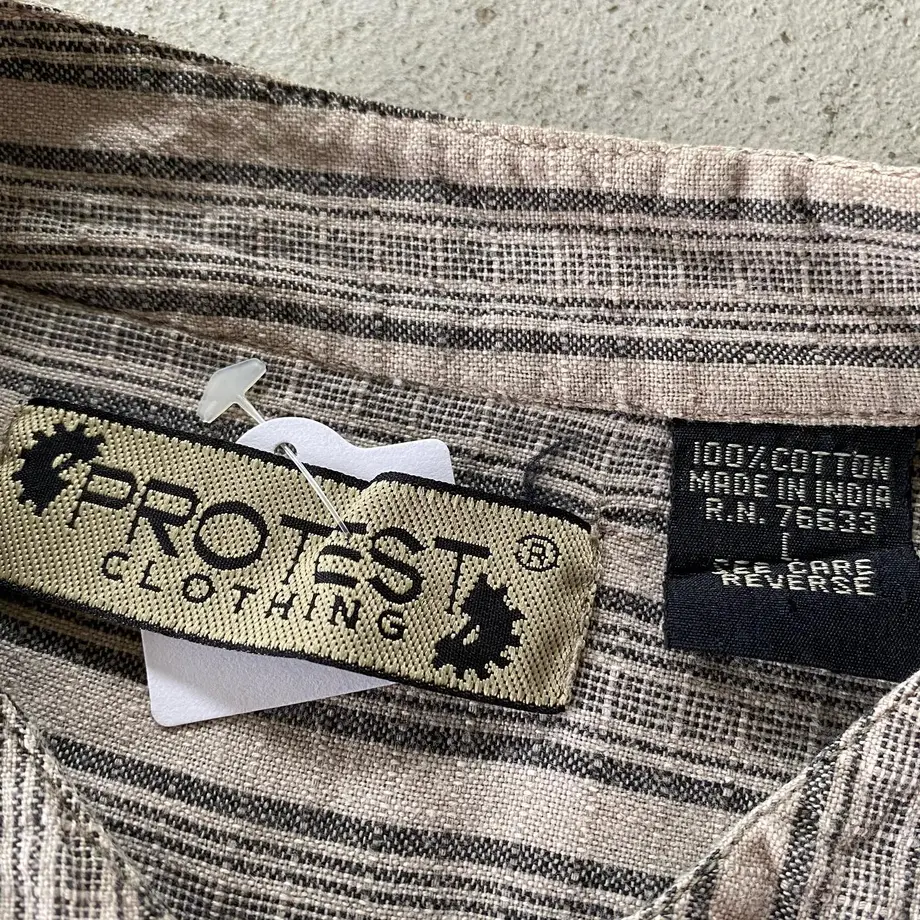 PROTEST ®
CLOTHING
100% COTTON
MADE IN INDIA
R.N. 76633
L
SEE CARE
REVERSE